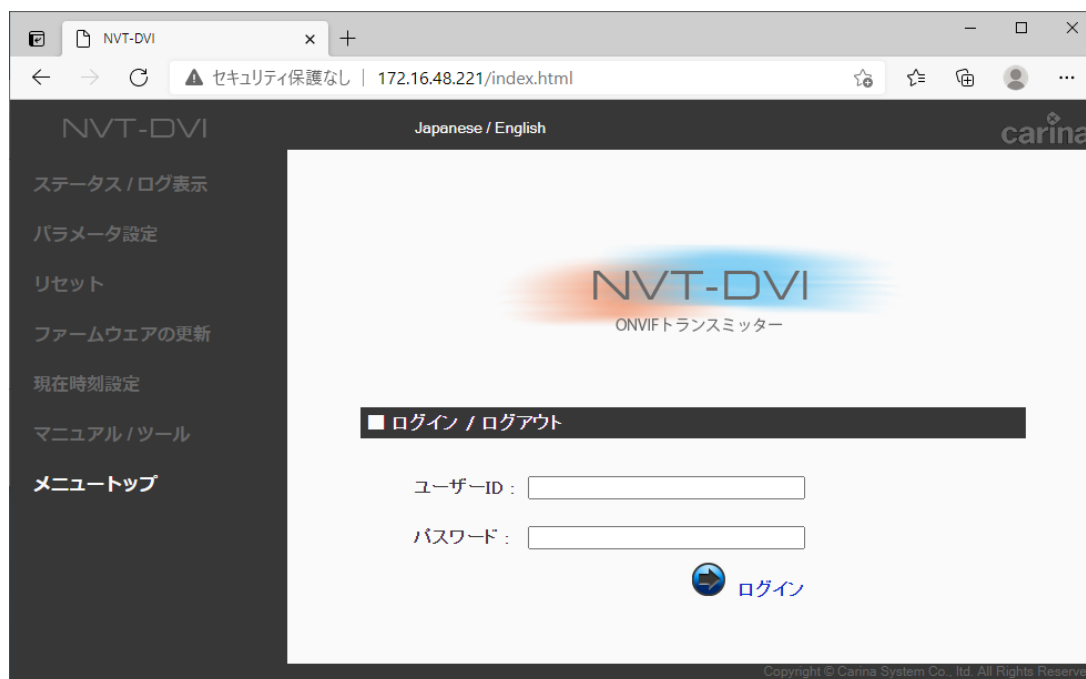 NVT-DVI
セキュリティ保護なし | 172.16.48.221/index.html
NVT-DVI
Japanese / English
carina
ステータス / ログ表示
パラメータ設定
リセット
ファームウェアの更新
現在時刻設定
マニュアル / ツール
メニュートップ
NVT-DVI
ONVIFトランスミッター
■ ログイン / ログアウト
ユーザーID :
パスワード :
ログイン
Copyright © Carina System Co., ltd. All Rights Reserve